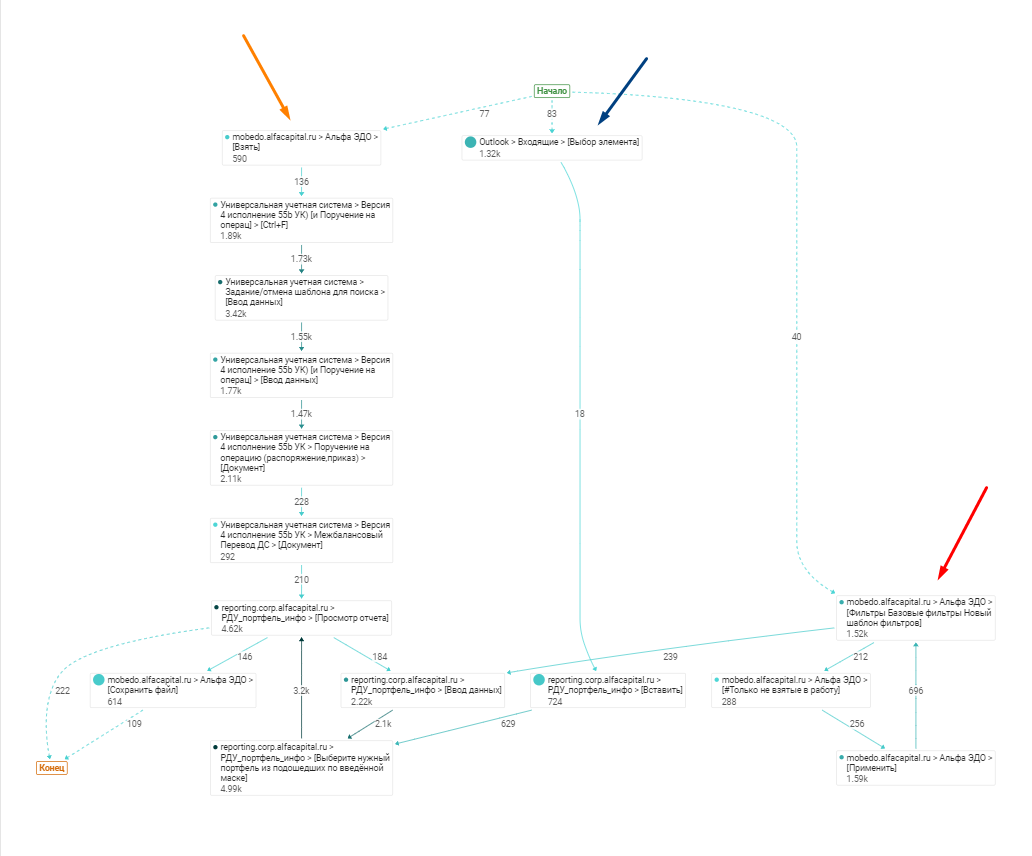 Начало
77
83
mobedo.alfacapital.ru > Альфа ЭДО >
[Взять]
590
Outlook > Входящие > [Выбор элемента]
1.32k
136
Универсальная учетная система > Версия
4 исполнение 55b УК) [и Поручение на
операц] > [Ctrl+F]
1.89k
1.73k
Универсальная учетная система >
Задание/отмена шаблона для поиска >
[Ввод данных]
3.42k
1.55k
40
Универсальная учетная система > Версия
4 исполнение 55b УК) [и Поручение на
операц] > [Ввод данных]
1.77k
1.47k
18
Универсальная учетная система > Версия
4 исполнение 55b УК > Поручение на
операцию (распоряжение,приказ) >
[Документ]
2.11k
228
Универсальная учетная система > Версия
4 исполнение 55b УК > Межбалансовый
Перевод ДС > [Документ]
292
210
reporting.corp.alfacapital.ru >
РДУ_портфель_инфо > [Просмотр отчета]
4.62k
mobedo.alfacapital.ru > Альфа ЭДО >
[Фильтры Базовые фильтры Новый
шаблон фильтров]
1.52k
146
184
239
212
mobedo.alfacapital.ru > Альфа ЭДО >
[Сохранить файл]
614
reporting.corp.alfacapital.ru >
РДУ_портфель_инфо > [Ввод данных]
2.22k
reporting.corp.alfacapital.ru >
РДУ_портфель_инфо > [Вставить]
724
mobedo.alfacapital.ru > Альфа ЭДО >
[#Только не взятые в работу]
288
222
3.2k
696
109
2.1k
629
256
Конец
reporting.corp.alfacapital.ru >
РДУ_портфель_инфо > [Выберите нужный
портфель из подошедших по введённой
маске]
4.99k
mobedo.alfacapital.ru > Альфа ЭДО >
[Применить]
1.59k